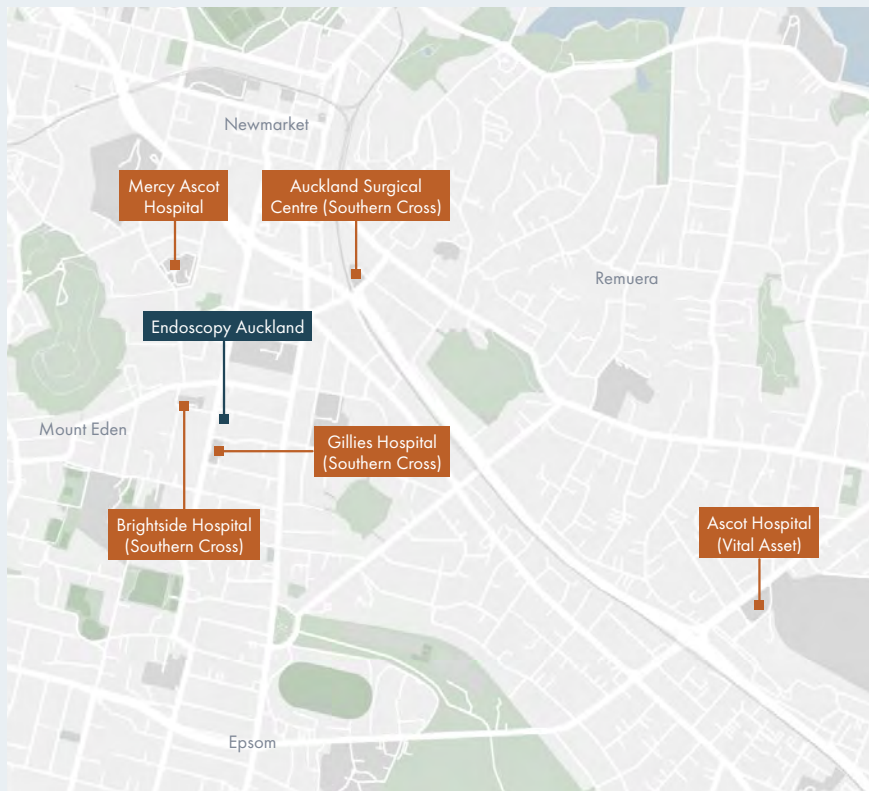 Newmarket
Mercy Ascot
Hospital
Auckland Surgical
Centre (Southern Cross)
Remuera
Endoscopy Auckland
Mount Eden
Gillies Hospital
(Southern Cross)
Brightside Hospital
(Southern Cross)
Ascot Hospital
(Vital Asset)
Epsom